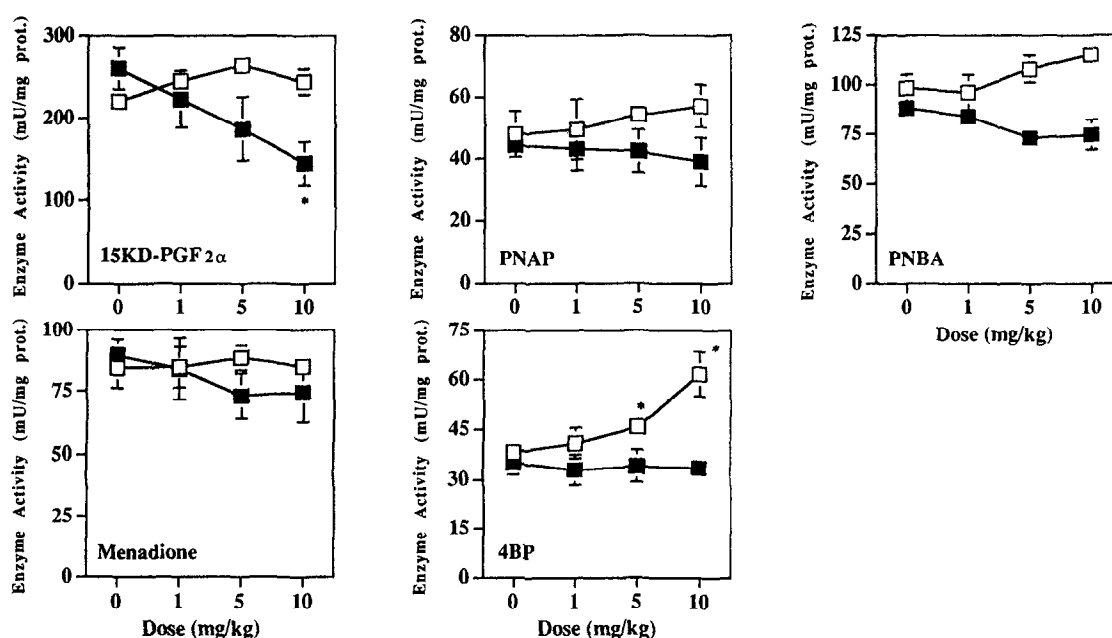 Enzyme Activity (mU/mg prot.)
300
200
100
0
*
15KD-PGF 2α
0 1 5 10
Enzyme Activity (mU/mg prot.)
80
60
40
20
0
PNAP
0 1 5 10
Enzyme Activity (mU/mg prot.)
125
100
75
50
25
0
PNBA
0 1 5 10
Dose (mg/kg)
Enzyme Activity (mU/mg prot.)
100
75
50
25
0
Menadione
0 1 5 10
Dose (mg/kg)
Enzyme Activity (mU/mg prot.)
75
60
45
30
15
0
*
*
4BP
0 1 5 10
Dose (mg/kg)